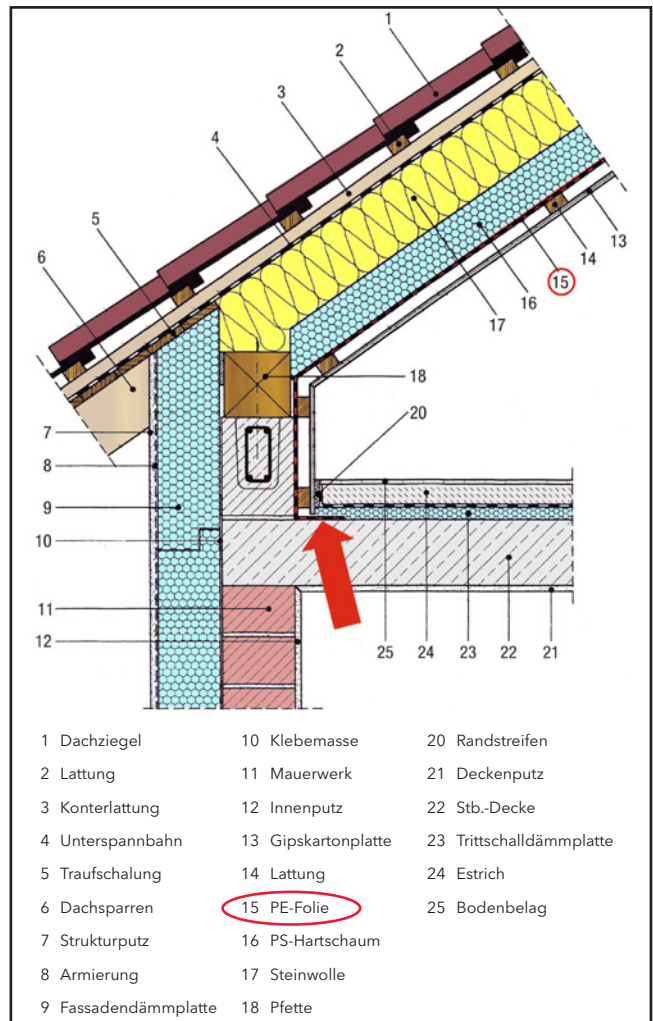 1
2
3
4
5
6
13
14
15
16
17
18
20
7
8
9
10
11
12
25
24
23
22
21
1 Dachziegel
2 Lattung
3 Konterlattung
4 Unterspannbahn
5 Traufschalung
6 Dachsparren
7 Strukturputz
8 Armierung
9 Fassadendämmplatte
10 Klebemasse
11 Mauerwerk
12 Innenputz
13 Gipskartonplatte
14 Lattung
15 PE-Folie
16 PS-Hartschaum
17 Steinwolle
18 Pfette
20 Randstreifen
21 Deckenputz
22 Stb.-Decke
23 Trittschalldämmplatte
24 Estrich
25 Bodenbelag